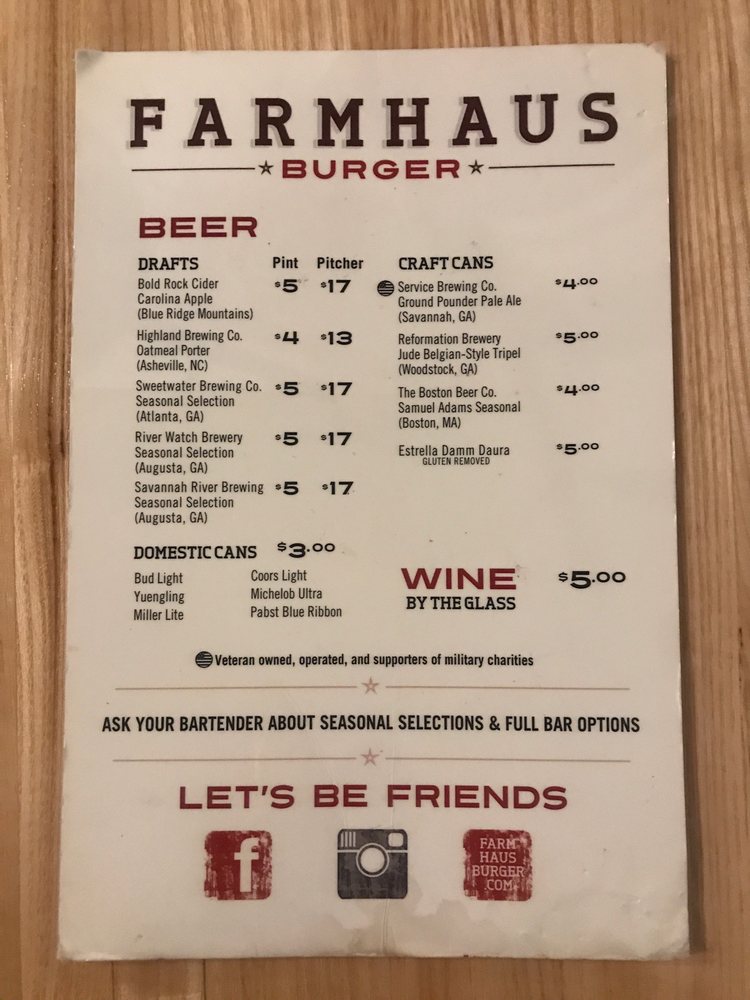 FARMHAUS
BURGER
BEER
DRAFTS Pint Pitcher
Bold Rock Cider $5 $17
Carolina Apple
(Blue Ridge Mountains)
Highland Brewing Co. $4 $13
Oatmeal Porter
(Asheville, NC)
Sweetwater Brewing Co. $5 $17
Seasonal Selection
(Atlanta, GA)
River Watch Brewery $5 $17
Seasonal Selection
(Augusta, GA)
Savannah River Brewing $5 $17
Seasonal Selection
(Augusta, GA)
CRAFT CANS
Service Brewing Co. $4.00
Ground Pounder Pale Ale
(Savannah, GA)
Reformation Brewery $5.00
Jude Belgian-Style Tripel
(Woodstock, GA)
The Boston Beer Co. $4.00
Samuel Adams Seasonal
(Boston, MA)
Estrella Damm Daura $5.00
GLUTEN REMOVED
DOMESTIC CANS $3.00
Bud Light Coors Light
Yuengling Michelob Ultra
Miller Lite Pabst Blue Ribbon
WINE $5.00
BY THE GLASS
Veteran owned, operated, and supporters of military charities
ASK YOUR BARTENDER ABOUT SEASONAL SELECTIONS & FULL BAR OPTIONS
LET'S BE FRIENDS
f
FARM
HAUS
BURGER
.COM